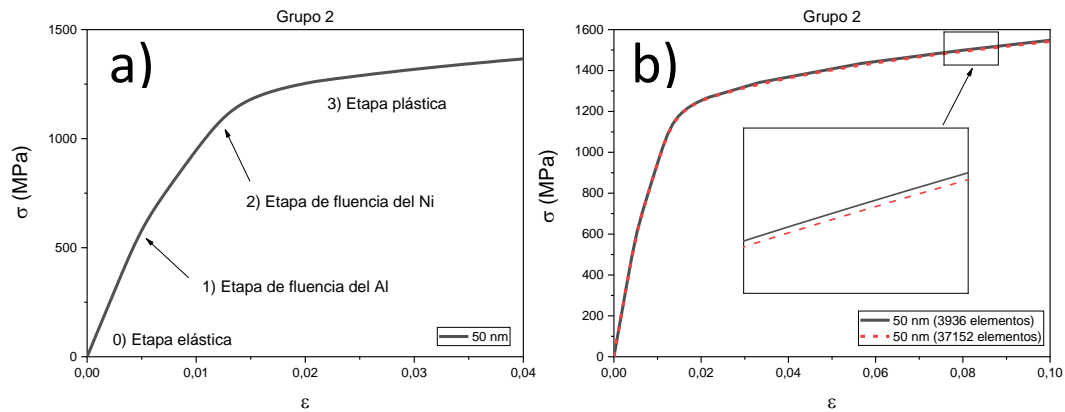 Grupo 2
a)
1500
1000
500
0
σ (MPa)
3) Etapa plástica
2) Etapa de fluencia del Ni
1) Etapa de fluencia del Al
0) Etapa elástica
50 nm
0,00 0,01 0,02 0,03 0,04
ε
Grupo 2
b)
1600
1400
1200
1000
800
600
400
200
0
σ (MPa)
50 nm (3936 elementos)
50 nm (37152 elementos)
0,00 0,02 0,04 0,06 0,08 0,10
ε